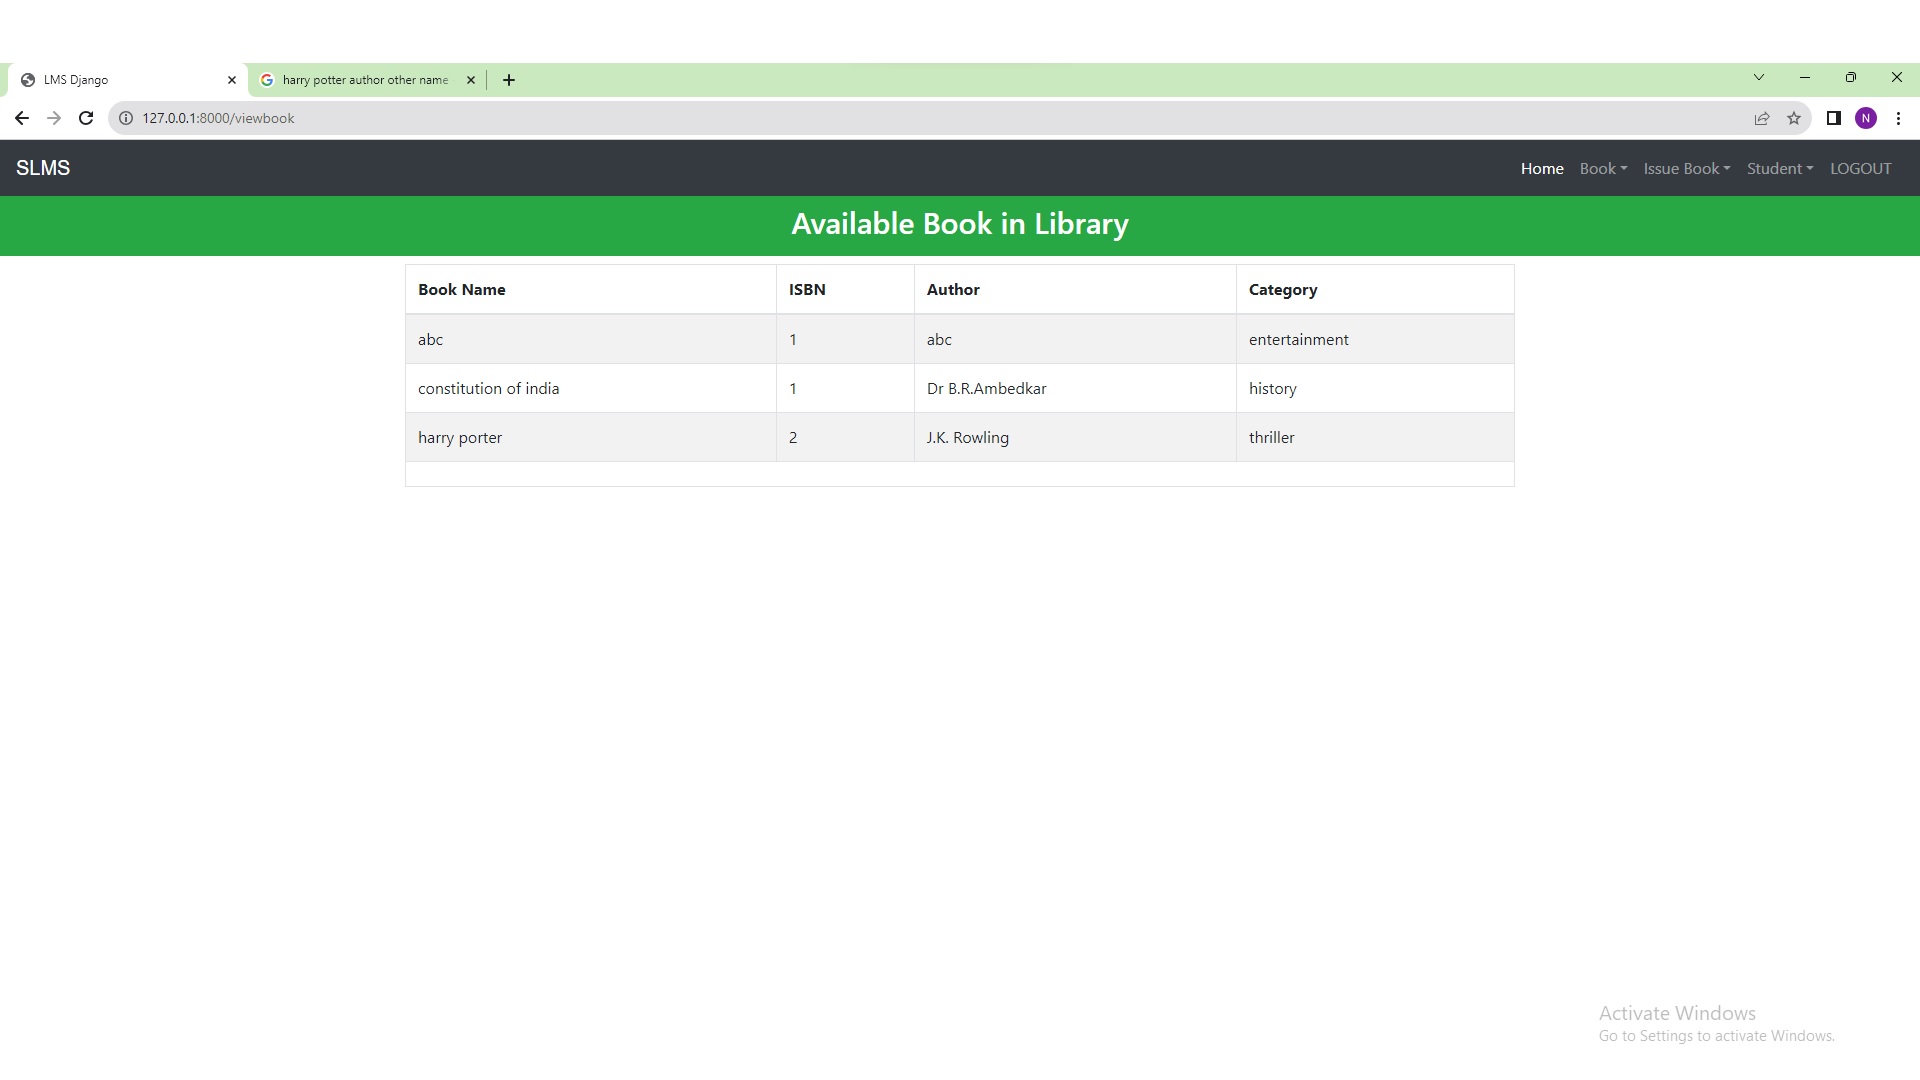 LMS Django
harry potter author other name
127.0.0.1:8000/viewbook
N
SLMS
Home Book Issue Book Student LOGOUT
Available Book in Library
Book Name ISBN Author Category
abc 1 abc entertainment
constitution of india 1 Dr B.R.Ambedkar history
harry porter 2 J.K. Rowling thriller
Activate Windows
Go to Settings to activate Windows.